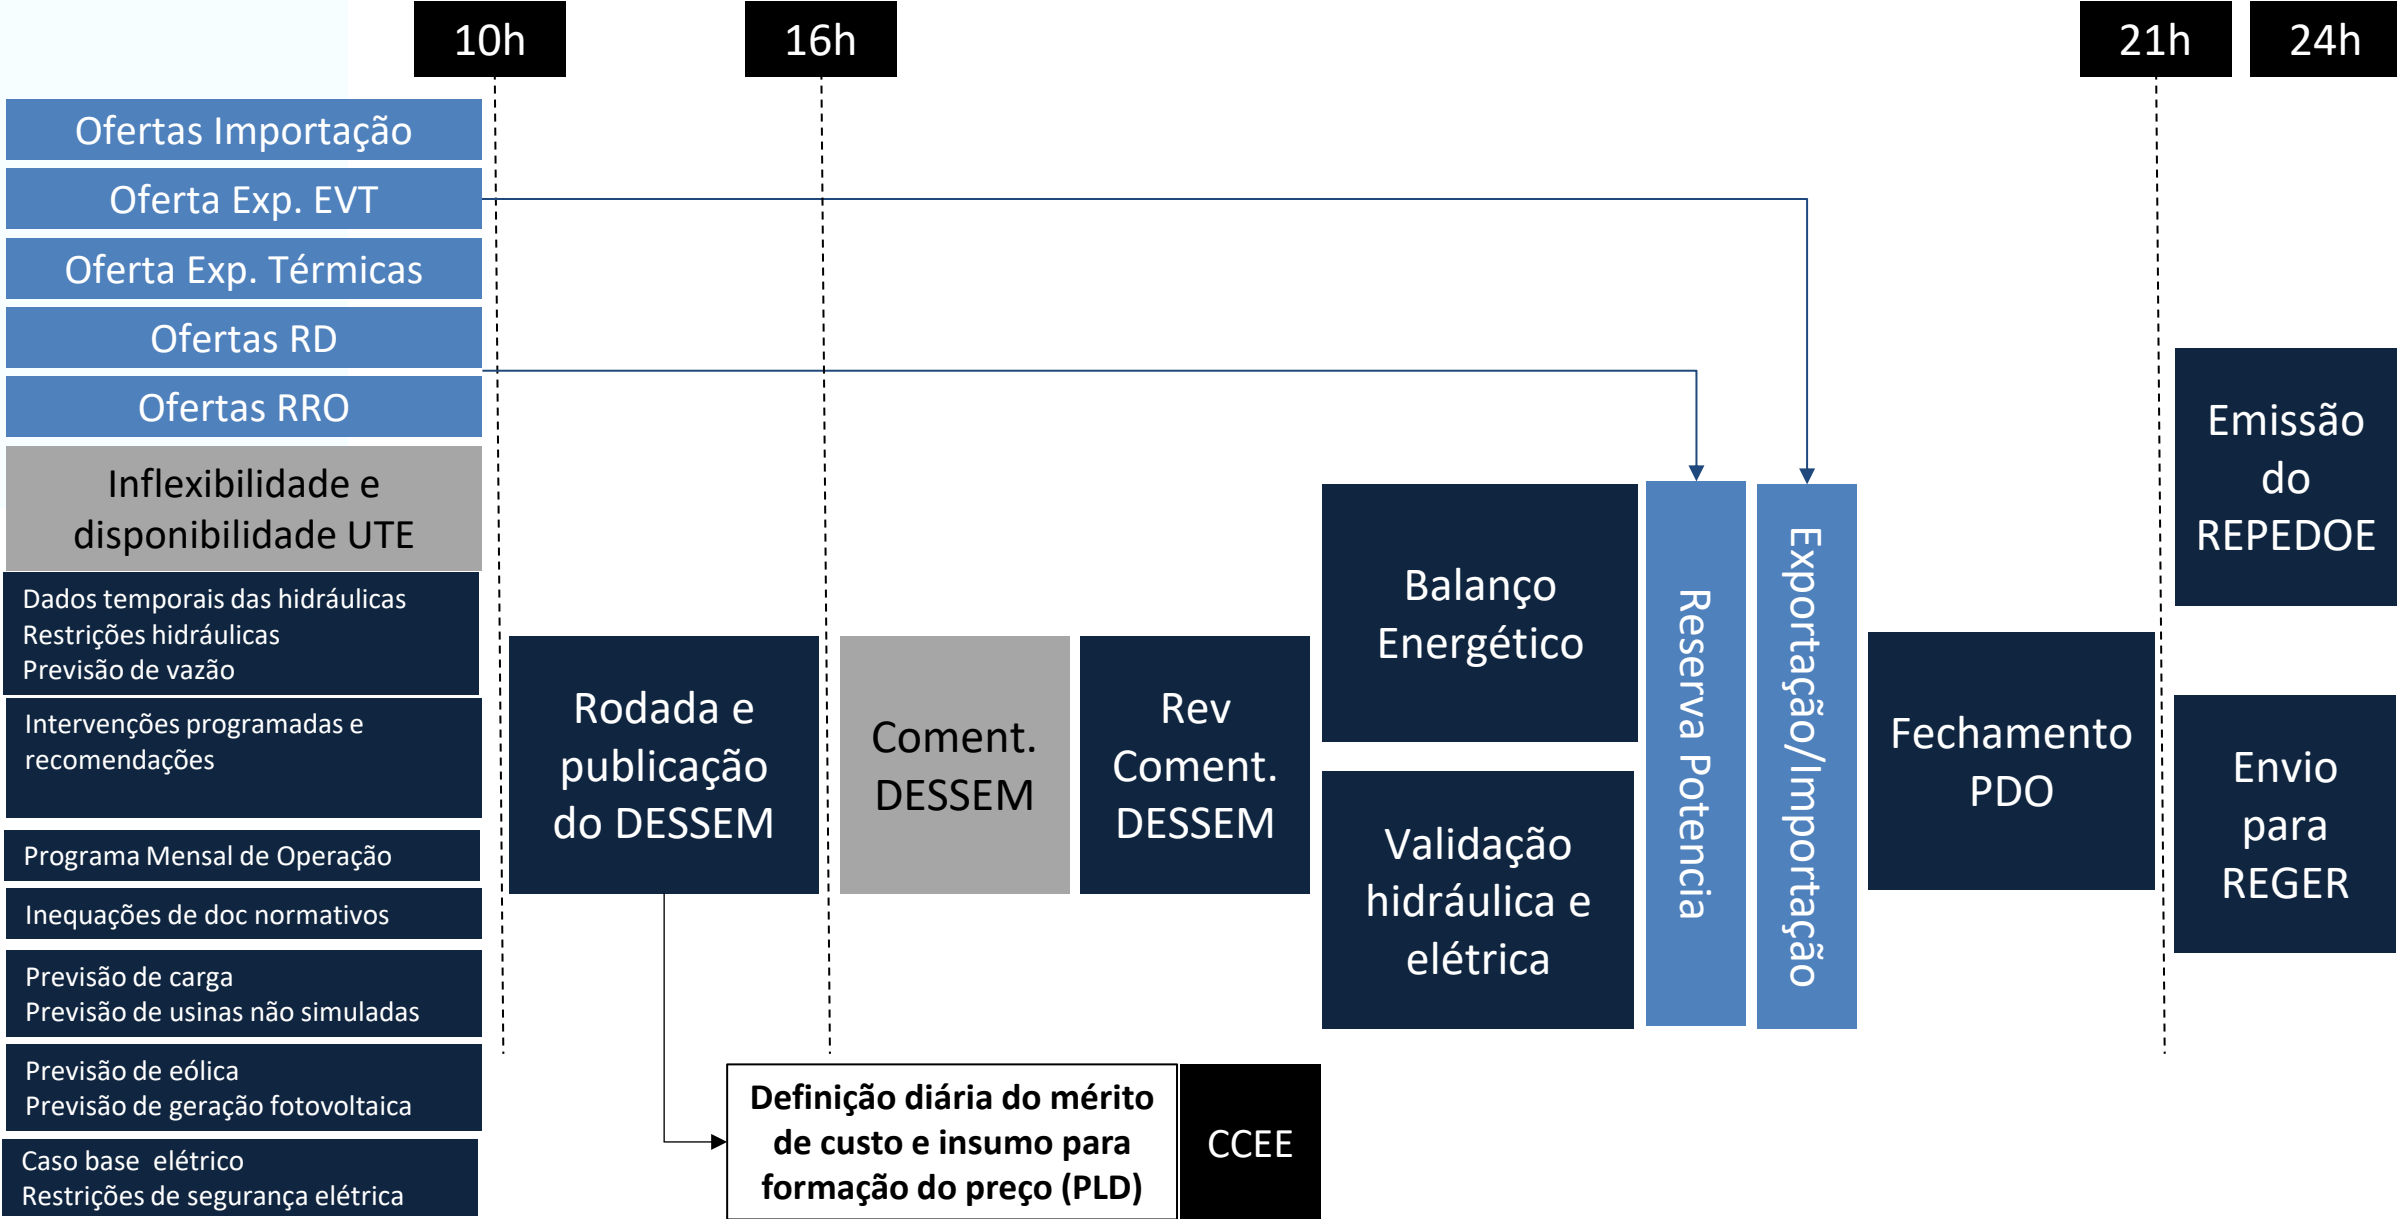 10h
16h
21h
24h
Ofertas Importação
Oferta Exp. EVT
Oferta Exp. Térmicas
Ofertas RD
Ofertas RRO
Inflexibilidade e
disponibilidade UTE
Dados temporais das hidráulicas
Restrições hidráulicas
Previsão de vazão
Intervenções programadas e
recomendações
Programa Mensal de Operação
Inequações de doc normativos
Previsão de carga
Previsão de usinas não simuladas
Previsão de eólica
Previsão de geração fotovoltaica
Caso base elétrico
Restrições de segurança elétrica
Rodada e
publicação
do DESSEM
Definição diária do mérito
de custo e insumo para
formação do preço (PLD)
CCEE
Coment.
DESSEM
Rev
Coment.
DESSEM
Balanço
Energético
Validação
hidráulica e
elétrica
Reserva Potencia
Exportação/Importação
Fechamento
PDO
Emissão
do
REPEDOE
Envio
para
REGER